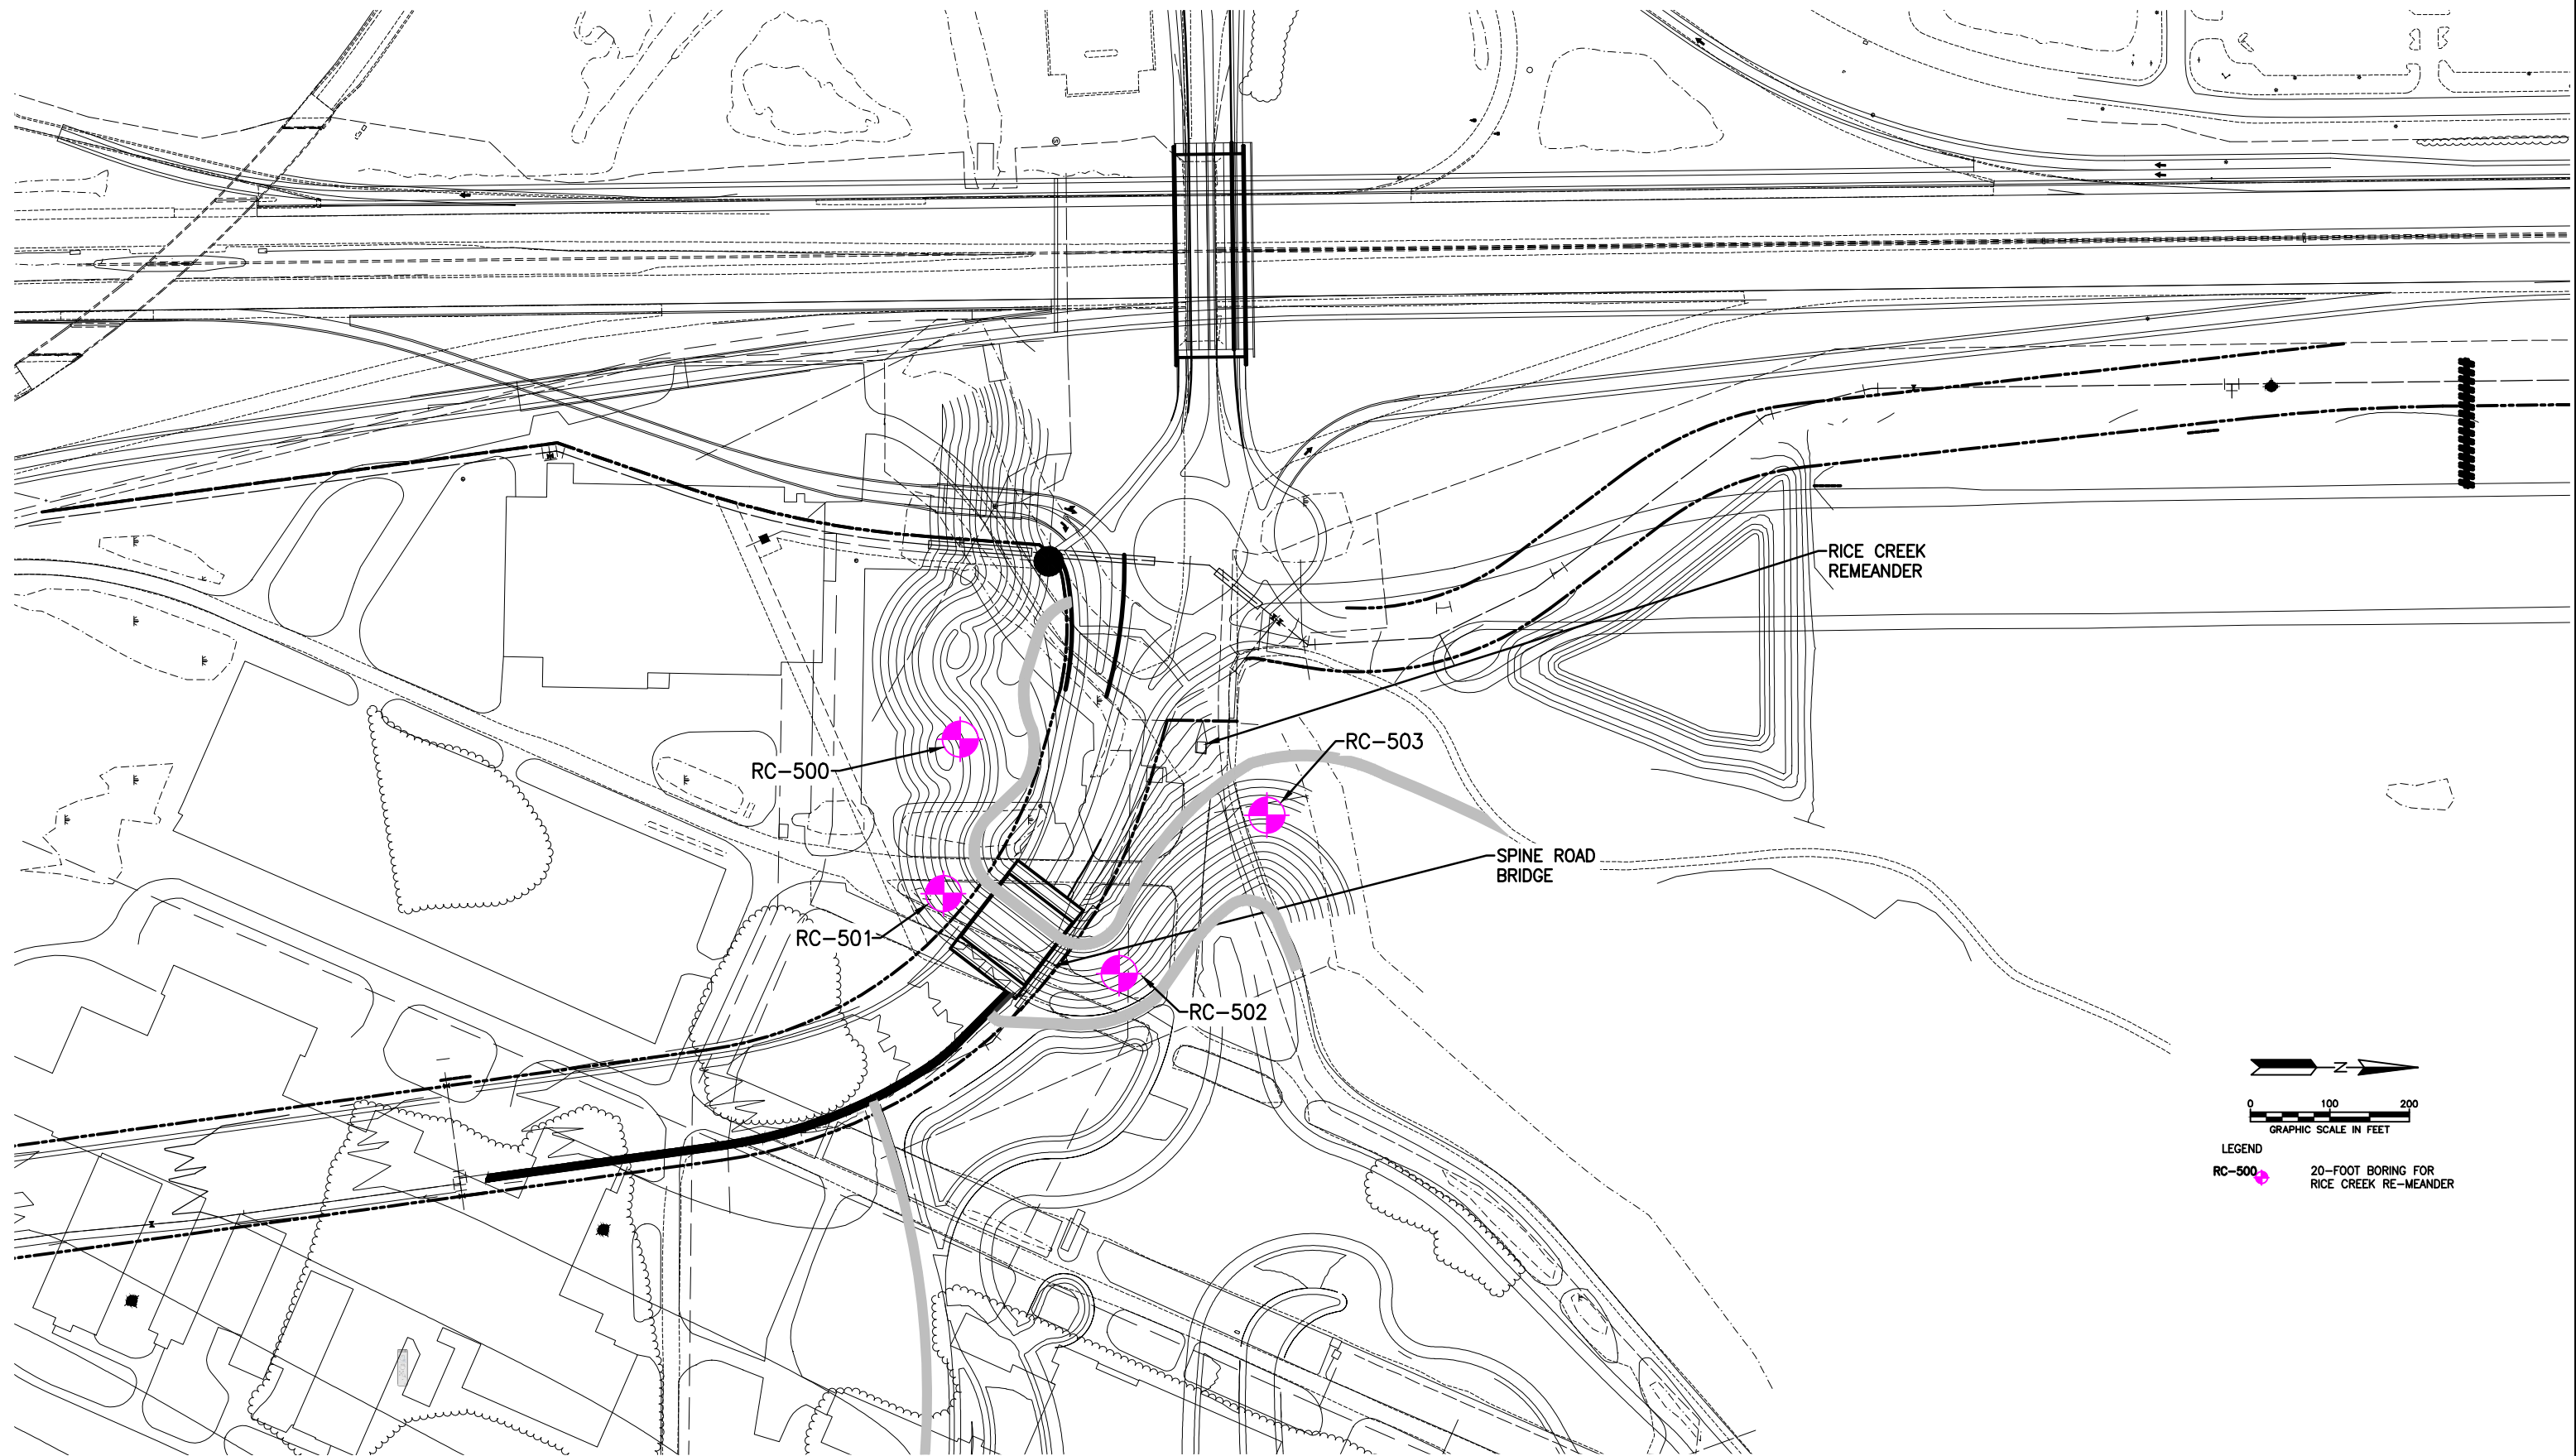 RICE CREEK
REMEANDER
RC-503
RC-500
SPINE ROAD
BRIDGE
RC-501
RC-502
N
0 100 200
GRAPHIC SCALE IN FEET
LEGEND
RC-500
20-FOOT BORING FOR
RICE CREEK RE-MEANDER